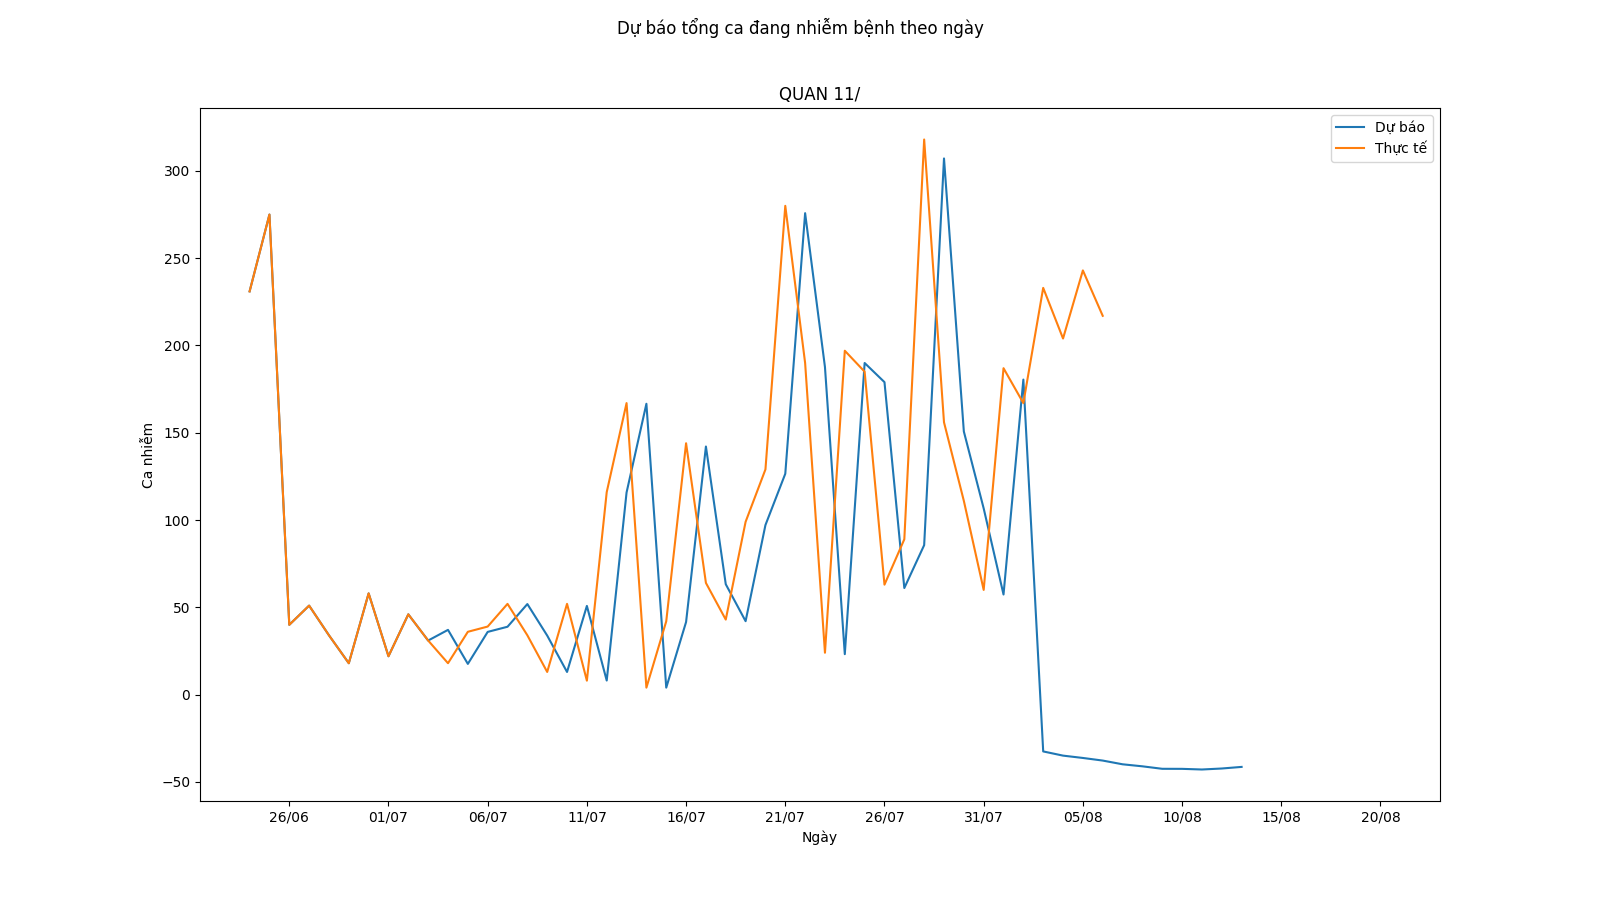 Dự báo tổng ca đang nhiễm bệnh theo ngày
QUAN 11/
Dự báo
Thực tế
Ca nhiễm
300
250
200
150
100
50
0
−50
26/06 01/07 06/07 11/07 16/07 21/07 26/07 31/07 05/08 10/08 15/08 20/08
Ngày